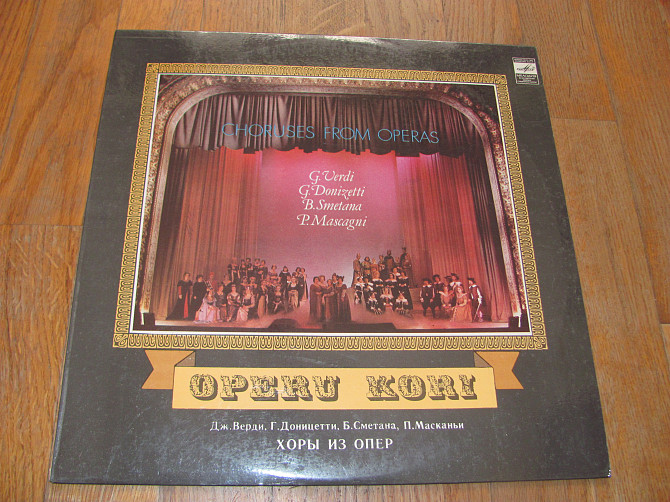 CHORUSES FROM OPERAS
G. Verdi
G. Donizetti
B. Smetana
P. Mascagni
OPERU KORI
Дж. Верди, Г. Доницетти, Б. Сметана, П. Масканьи
ХОРЫ ИЗ ОПЕР